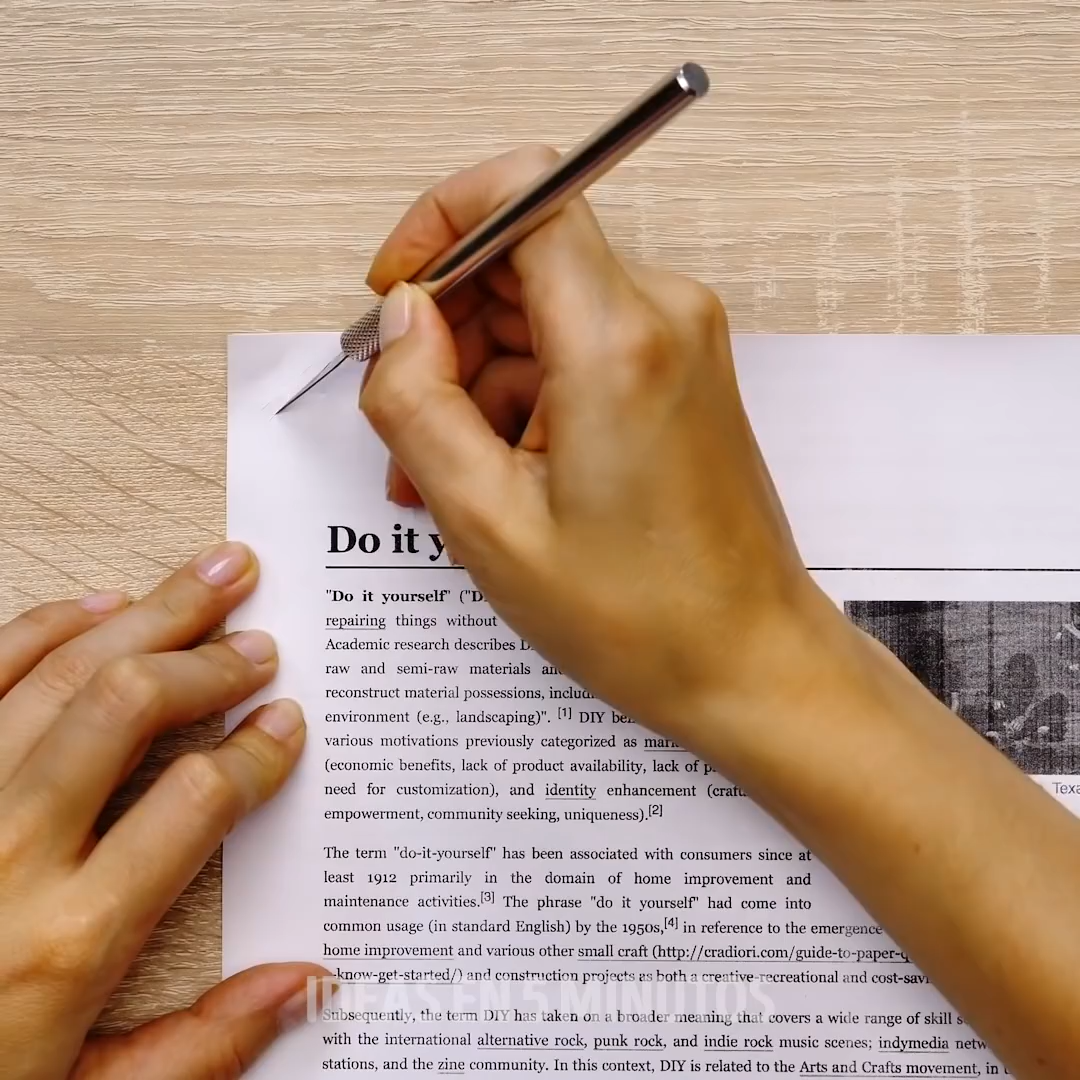 Do it
"Do it yourself"
repairing things without
Academic research describes
raw and semi-raw materials
reconstruct material possessions,
environment (e.g., landscaping)". [1] DIY
various motivations previously categorized as
(economic benefits, lack of product availability, lack of
need for customization), and identity enhancement
empowerment, community seeking, uniqueness).[2]
The term "do-it-yourself" has been associated with consumers since at
least 1912 primarily in the domain of home improvement and
maintenance activities.[3] The phrase "do it yourself" had come into
common usage (in standard English) by the 1950s,[4] in reference to the emergence
Texa
home improvement and various other small craft (http://cradiori.com/guide-to-paper-q
-know-get-started/) and construction projects as both a creative-recreational and
IDEAS EN 5 MINUTOS
Subsequently, the term DIY has taken on a broader meaning that covers a wide range of skill
with the international alternative rock, punk rock, and indie rock music scenes; indymedia
stations, and the zine community. In this context, DIY is related to the Arts and Crafts movement, in